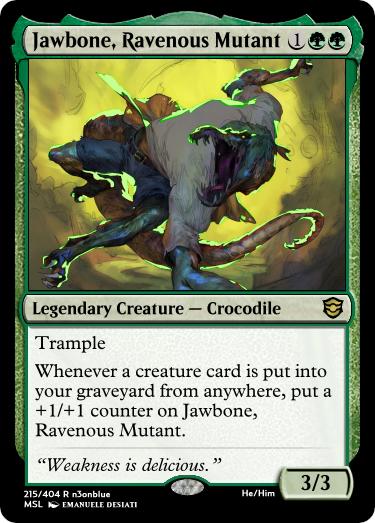 Jawbone, Ravenous Mutant 1
Legendary Creature — Crocodile
Trample
Whenever a creature card is put into
your graveyard from anywhere, put a
+1/+1 counter on Jawbone,
Ravenous Mutant.
“Weakness is delicious.”
3/3
215/404 R n3onblue He/Him
MSL EMANUELE DESIATI